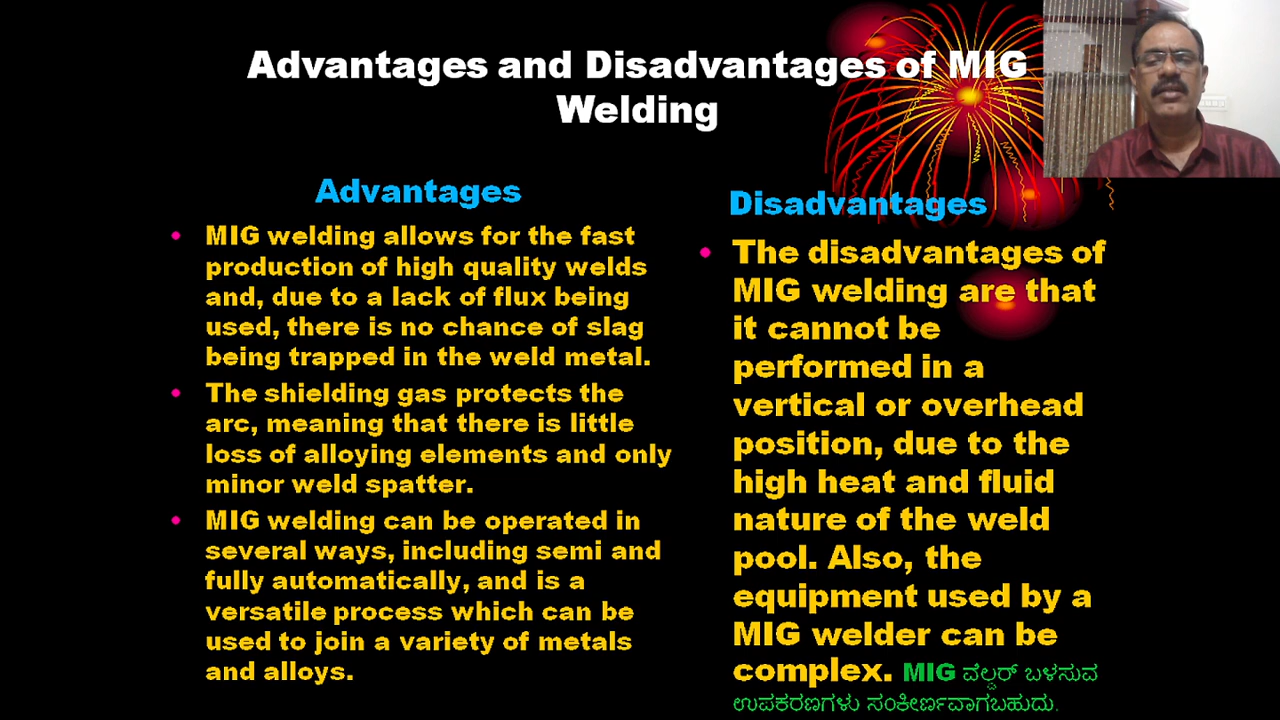 Advantages and Disadvantages of MIG
Welding
Advantages
• MIG welding allows for the fast
production of high quality welds
and, due to a lack of flux being
used, there is no chance of slag
being trapped in the weld metal.
• The shielding gas protects the
arc, meaning that there is little
loss of alloying elements and only
minor weld spatter.
• MIG welding can be operated in
several ways, including semi and
fully automatically, and is a
versatile process which can be
used to join a variety of metals
and alloys.
Disadvantages
• The disadvantages of
MIG welding are that
it cannot be
performed in a
vertical or overhead
position, due to the
high heat and fluid
nature of the weld
pool. Also, the
equipment used by a
MIG welder can be
complex. MIG ವೆಲ್ಡರ್ ಬಳಸುವ
ಉಪಕರಣಗಳು ಸಂಕೀರ್ಣವಾಗಬಹುದು.